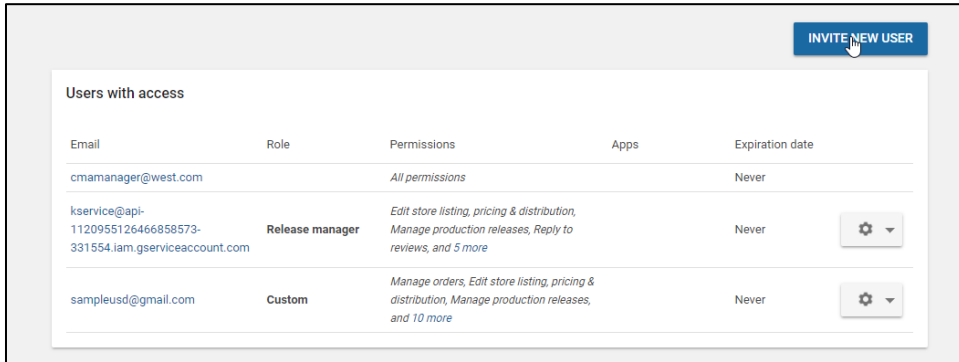 INVITE NEW USER
Users with access
Email Role Permissions Apps Expiration date
cmamanager@west.com All permissions Never
kservice@api-
1120955126466858573-
331554.iam.gserviceaccount.com
Release manager
Edit store listing, pricing & distribution,
Manage production releases, Reply to
reviews, and 5 more
Never
sampleusd@gmail.com
Custom
Manage orders, Edit store listing, pricing &
distribution, Manage production releases,
and 10 more
Never